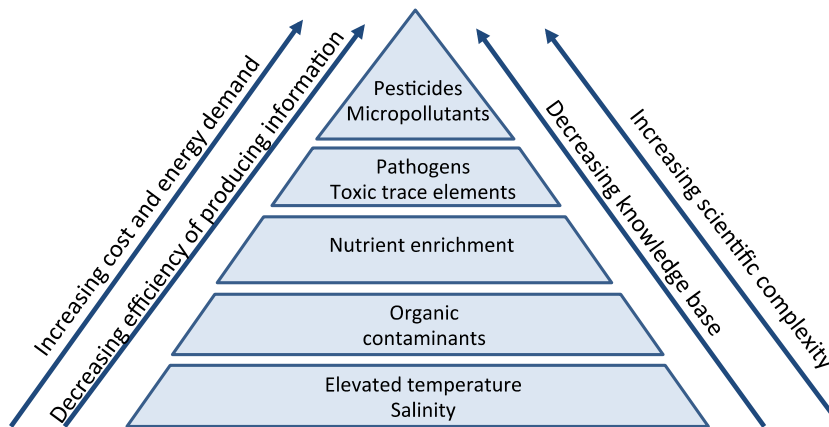 Increasing cost and energy demand
Decreasing efficiency of producing information
Pesticides
Micropollutants
Pathogens
Toxic trace elements
Nutrient enrichment
Organic
contaminants
Elevated temperature
Salinity
Decreasing knowledge base
Increasing scientific complexity